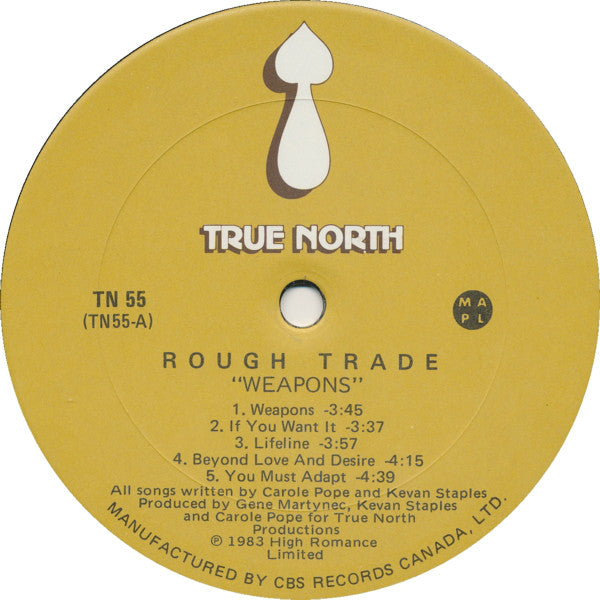 TRUE NORTH
TN 55
(TN55-A)
M A
P L
ROUGH TRADE
"WEAPONS"
1. Weapons -3:45
2. If You Want It -3:37
3. Lifeline -3:57
4. Beyond Love And Desire -4:15
5. You Must Adapt -4:39
All songs written by Carole Pope and Kevan Staples
Produced by Gene Martynec, Kevan Staples
and Carole Pope for True North
Productions
℗ 1983 High Romance
Limited
MANUFACTURED BY CBS RECORDS CANADA, LTD.